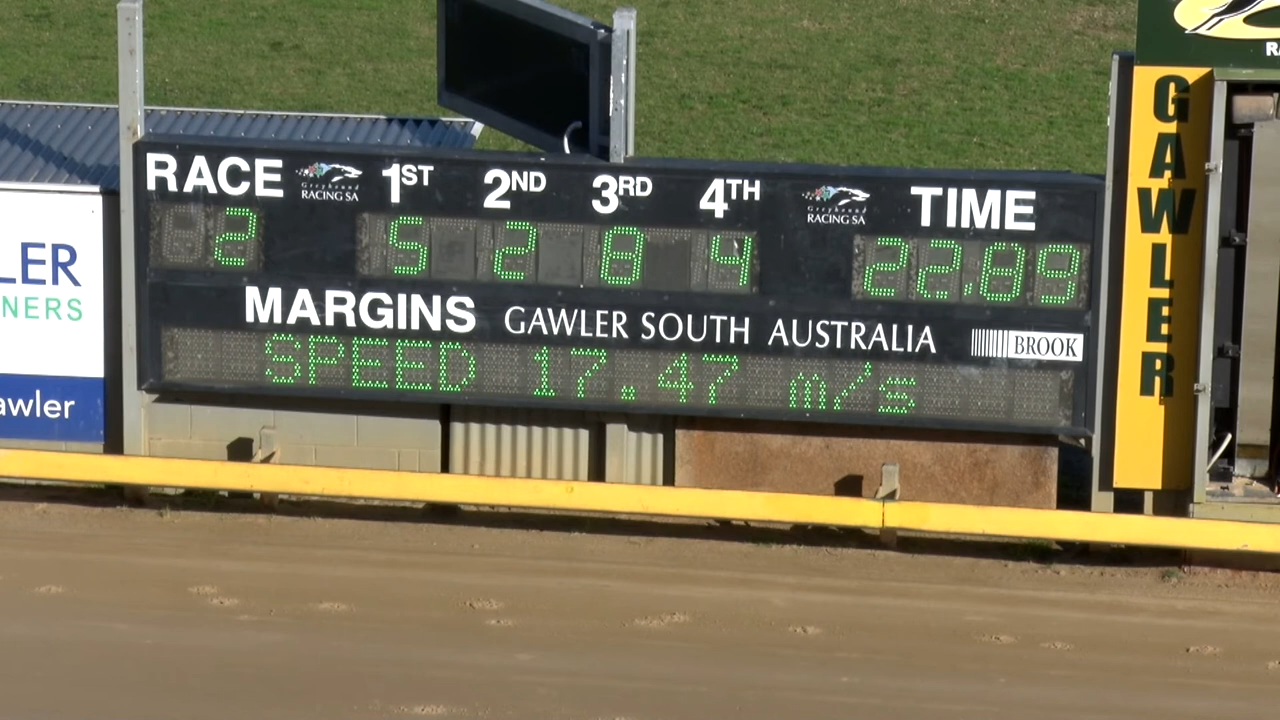 RACE Greyhound RACING SA 1ST 2ND 3RD 4TH Greyhound RACING SA TIME
2 5 2 8 4 22.89
MARGINS GAWLER SOUTH AUSTRALIA BROOK
SPEED 17.47 m/s
GAWLER
LER
NERS
awler
RA